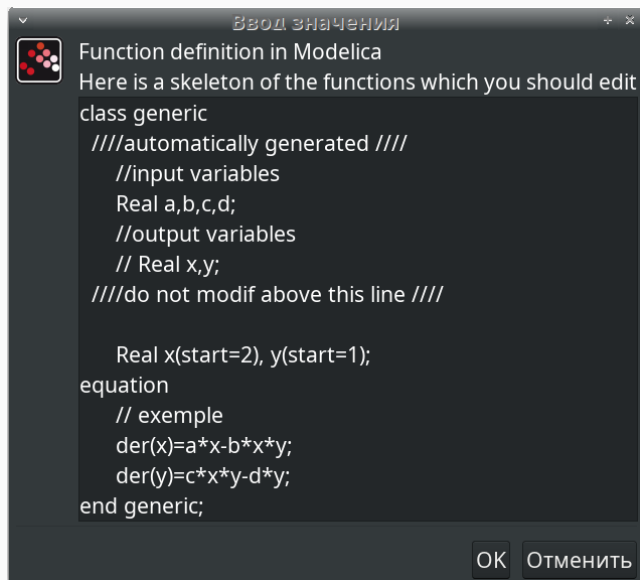 Ввод значения
Function definition in Modelica
Here is a skeleton of the functions which you should edit
class generic
////automatically generated ////
//input variables
Real a,b,c,d;
//output variables
// Real x,y;
////do not modif above this line ////
Real x(start=2), y(start=1);
equation
// exemple
der(x)=a*x-b*x*y;
der(y)=c*x*y-d*y;
end generic;
OK Отменить